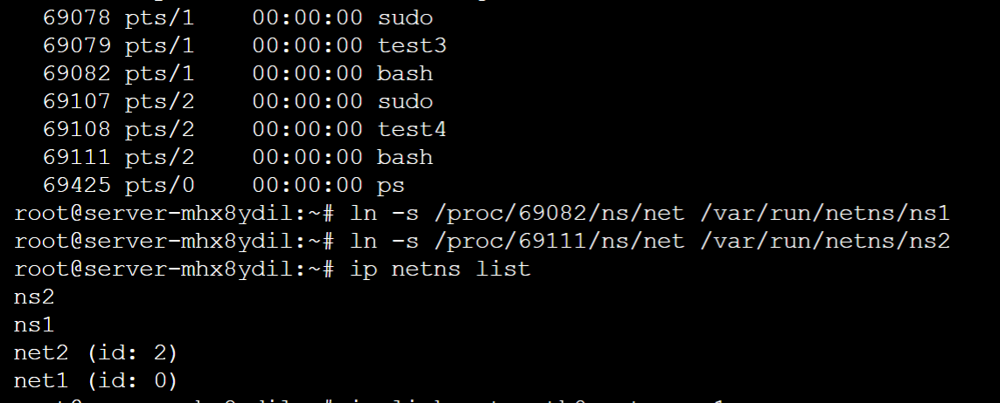 69078 pts/1    00:00:00 sudo
69079 pts/1    00:00:00 test3
69082 pts/1    00:00:00 bash
69107 pts/2    00:00:00 sudo
69108 pts/2    00:00:00 test4
69111 pts/2    00:00:00 bash
69425 pts/0    00:00:00 ps
root@server-mhx8ydil:~# ln -s /proc/69082/ns/net /var/run/netns/ns1
root@server-mhx8ydil:~# ln -s /proc/69111/ns/net /var/run/netns/ns2
root@server-mhx8ydil:~# ip netns list
ns2
ns1
net2 (id: 2)
net1 (id: 0)